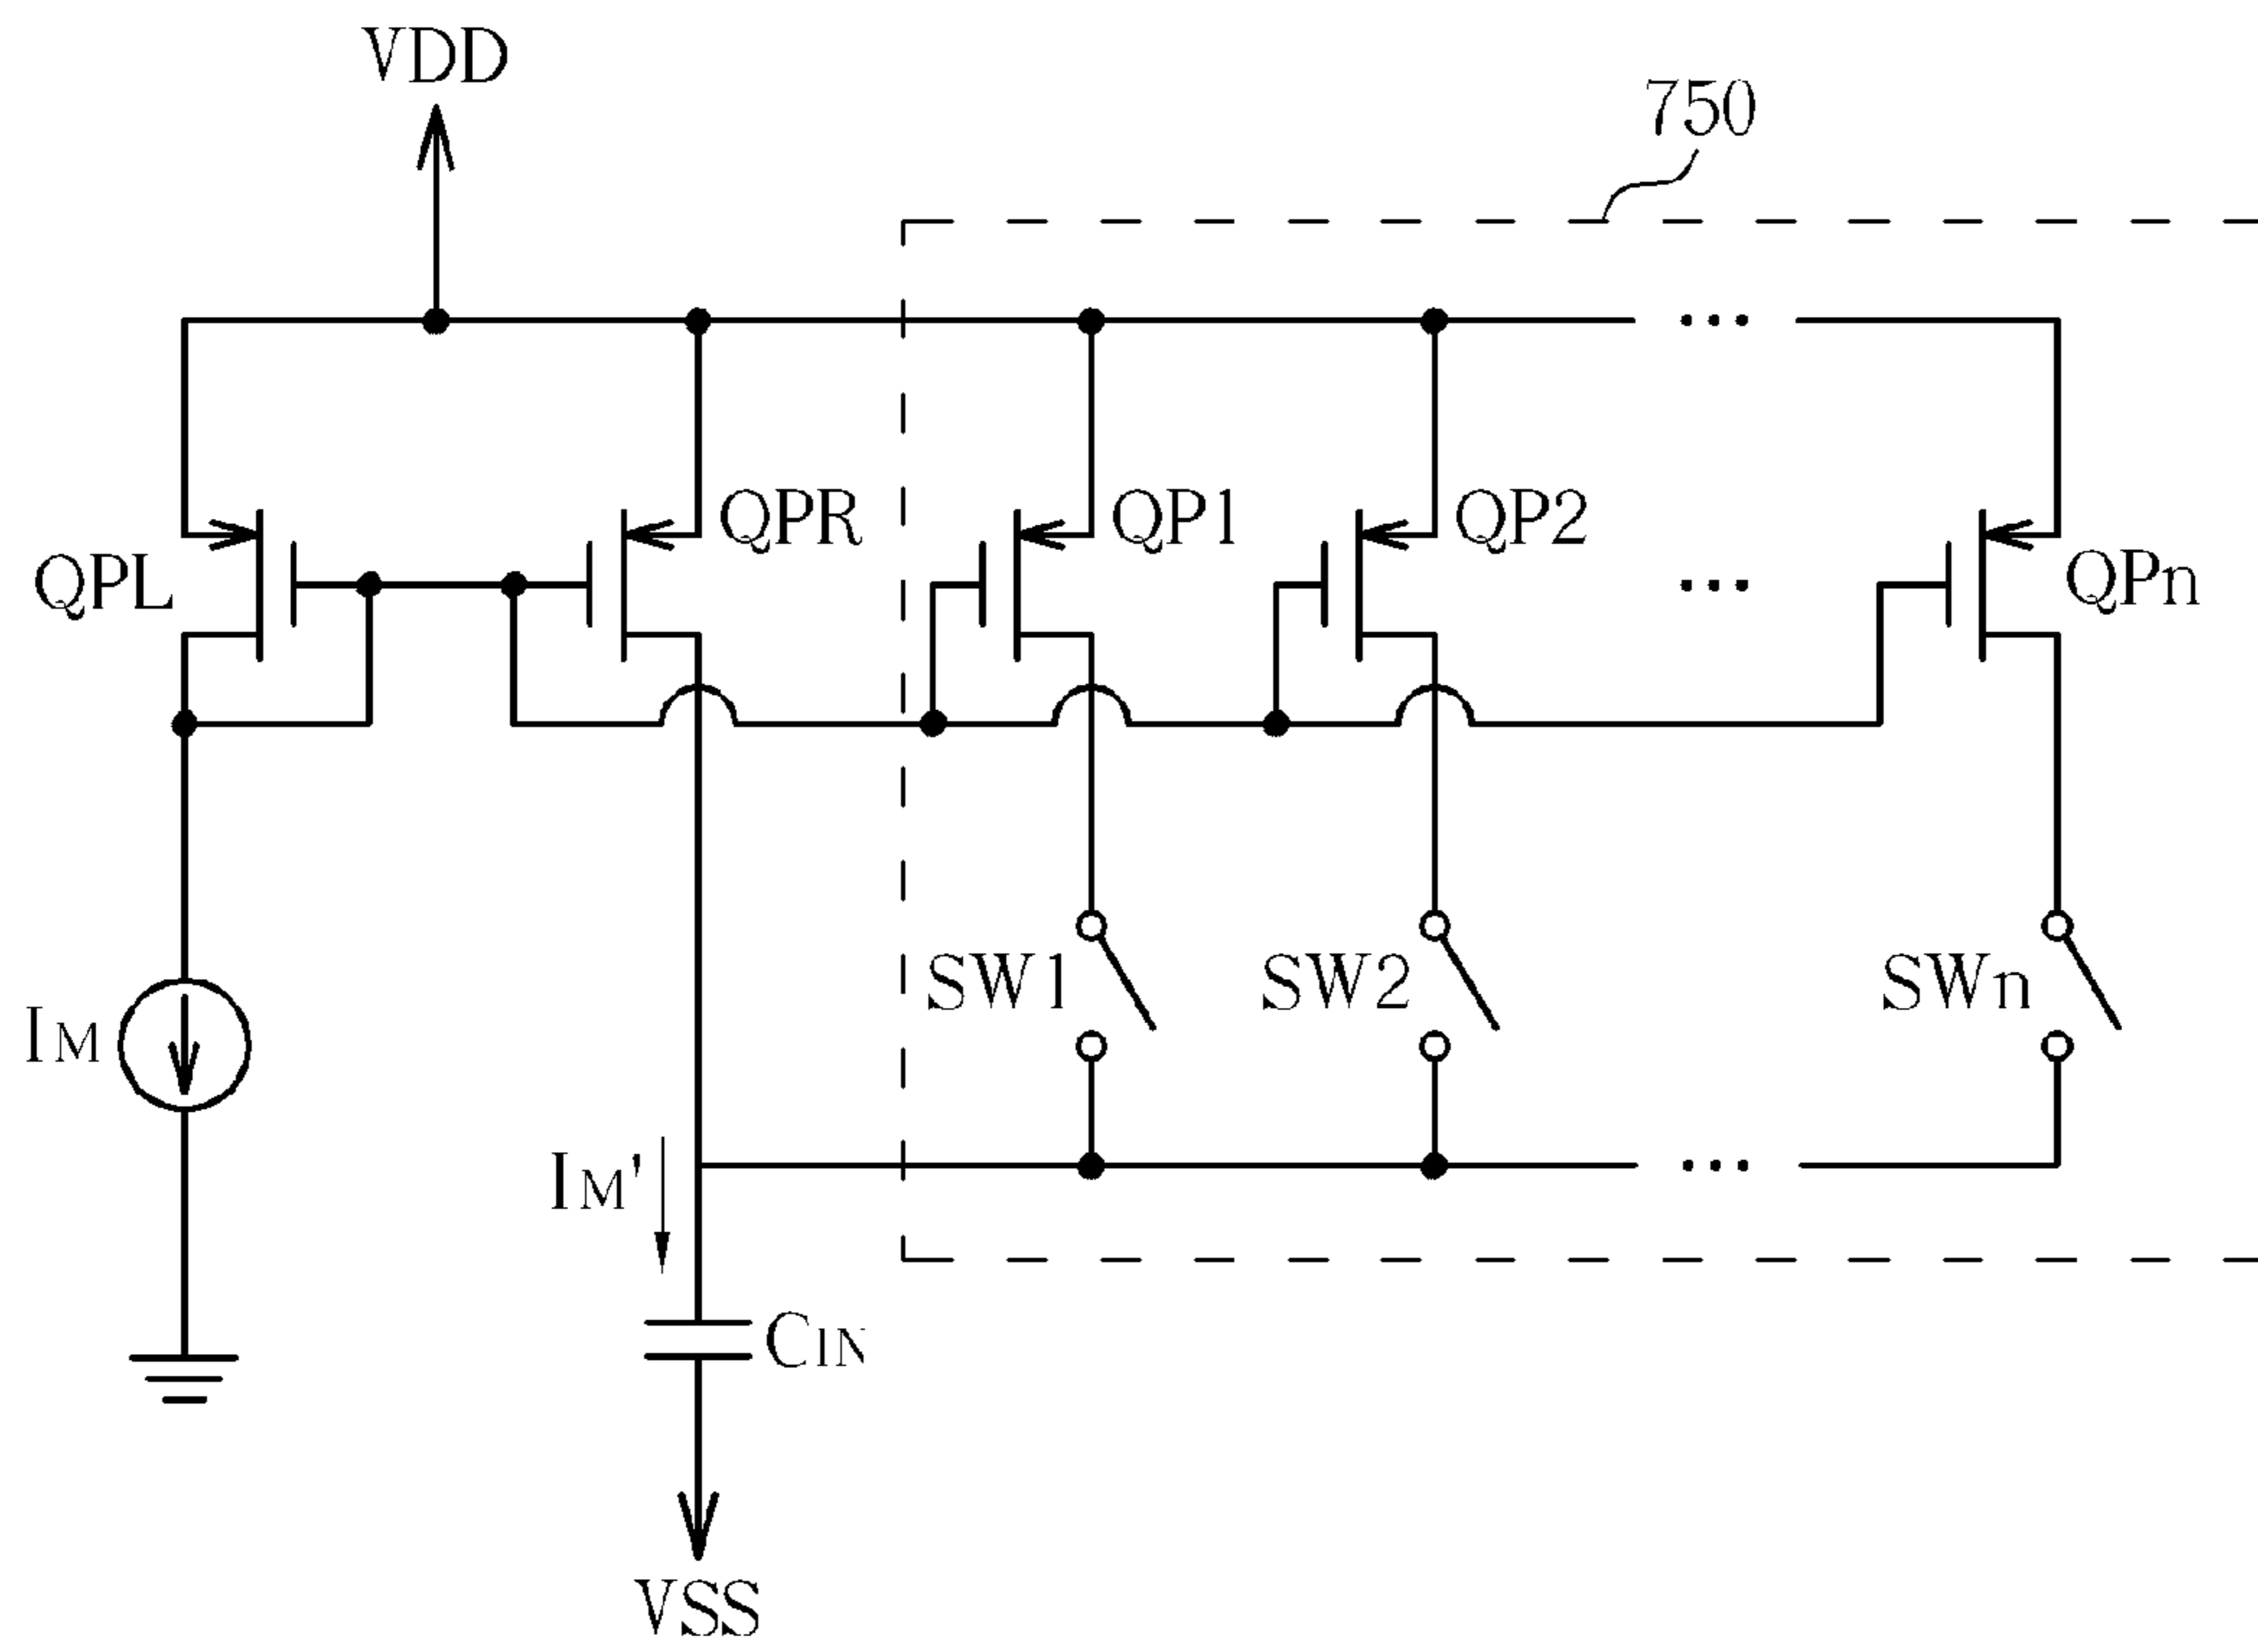 VDD
750
QPL
QPR
QP1
QP2
...
QPn
SW1
SW2
SWn
IM
IM'
...
CIN
VSS